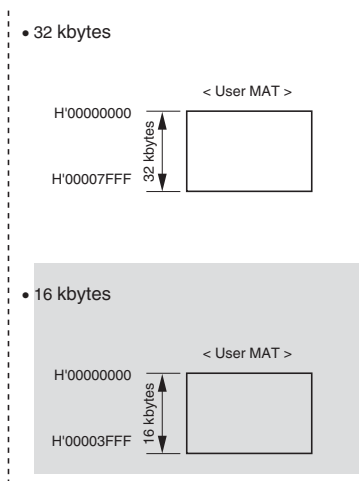 • 32 kbytes
< User MAT >
H'00000000
32 kbytes
H'00007FFF
• 16 kbytes
< User MAT >
H'00000000
16 kbytes
H'00003FFF